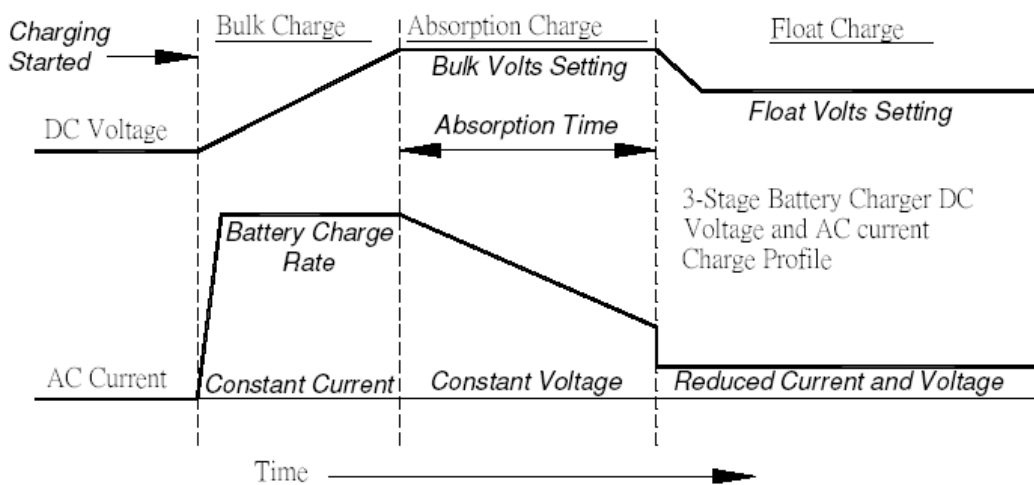 Charging
Started
Bulk Charge
Absorption Charge
Float Charge
Bulk Volts Setting
DC Voltage
Absorption Time
Float Volts Setting
3-Stage Battery Charger DC
Voltage and AC current
Charge Profile
Battery Charge
Rate
AC Current
Constant Current
Constant Voltage
Reduced Current and Voltage
Time